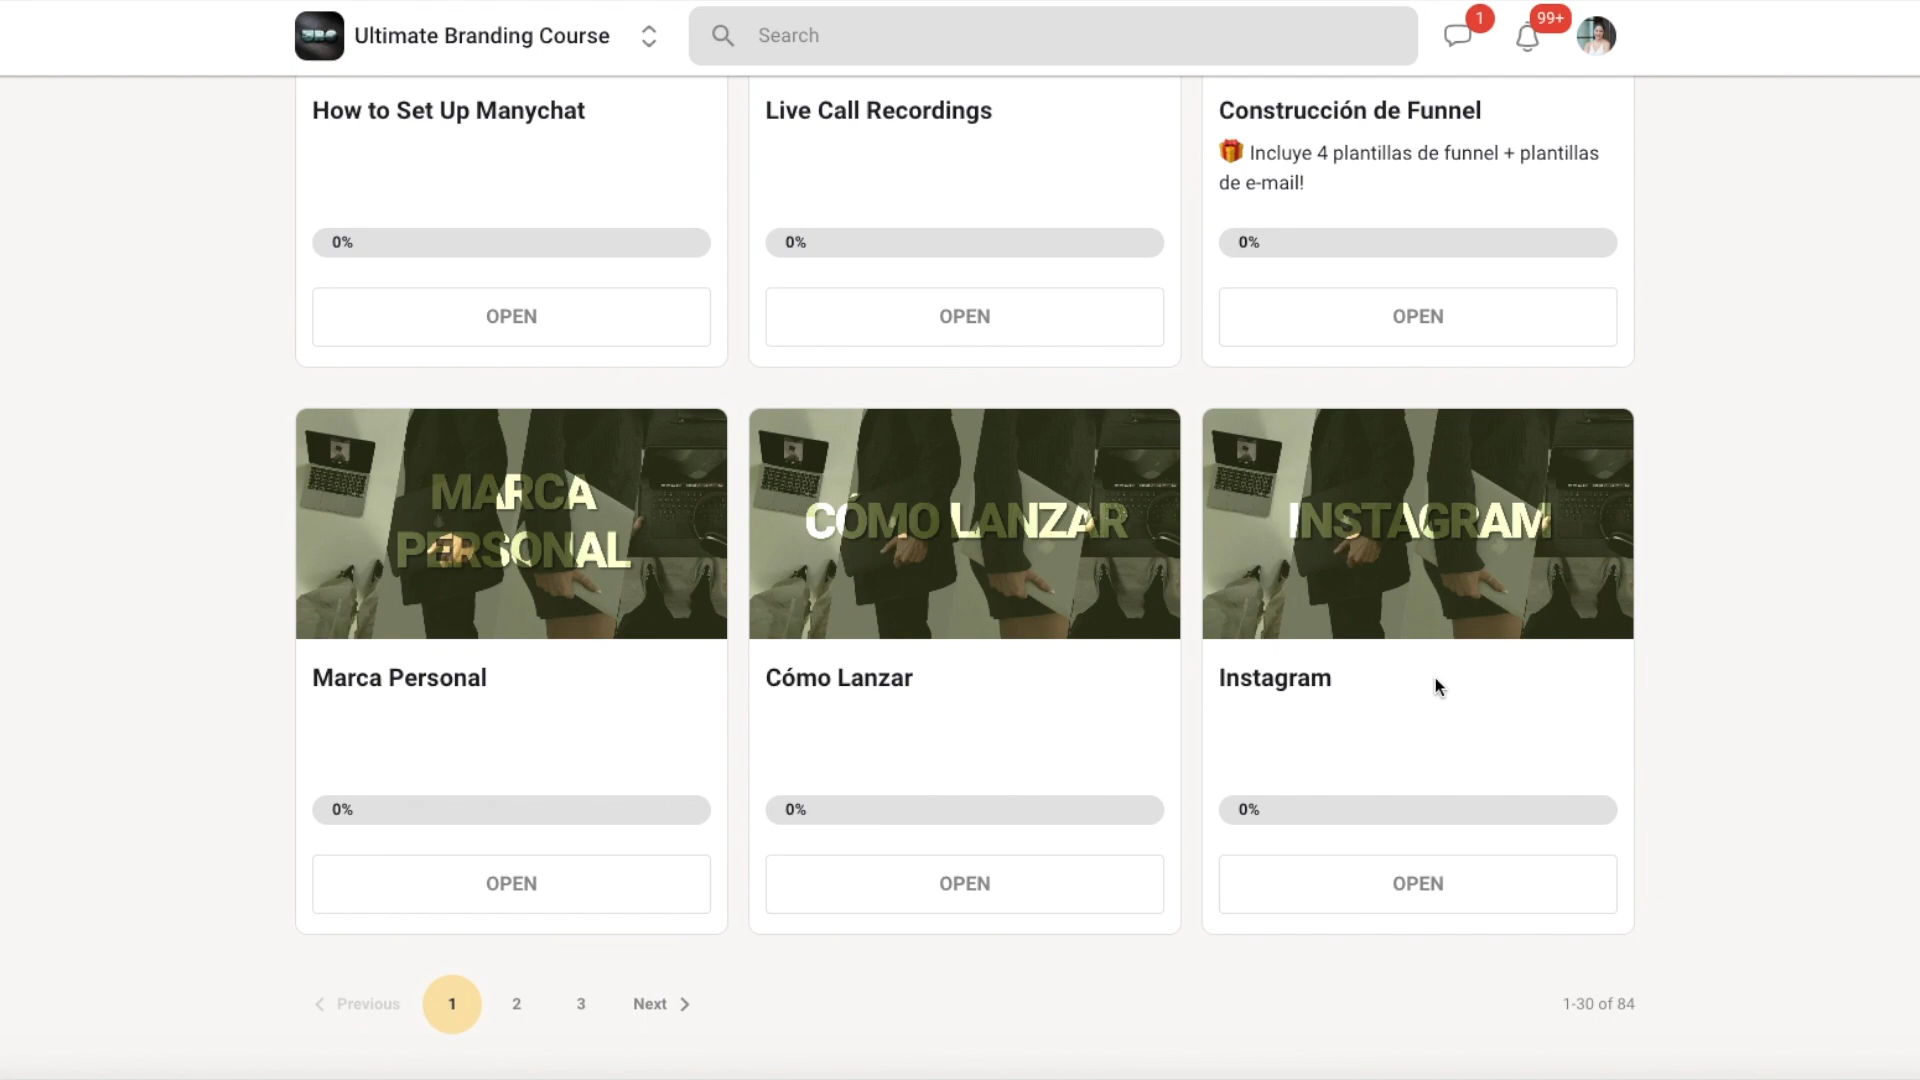 UBC
Ultimate Branding Course
Search
1
99+
How to Set Up Manychat
Live Call Recordings
Construcción de Funnel
Incluye 4 plantillas de funnel + plantillas
de e-mail!
0%
0%
0%
OPEN
OPEN
OPEN
MARCA
PERSONAL
CÓMO LANZAR
INSTAGRAM
Marca Personal
Cómo Lanzar
Instagram
0%
0%
0%
OPEN
OPEN
OPEN
Previous
1
2
3
Next
1-30 of 84